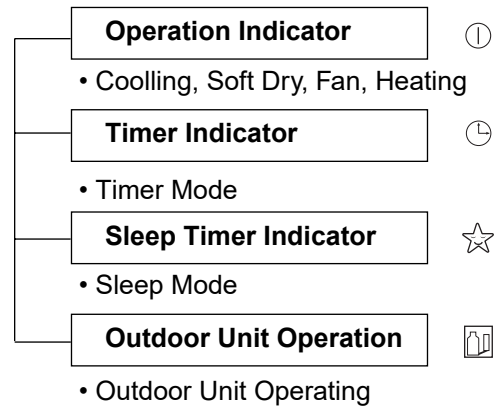 Operation Indicator
• Coolling, Soft Dry, Fan, Heating
Timer Indicator
• Timer Mode
Sleep Timer Indicator
• Sleep Mode
Outdoor Unit Operation
• Outdoor Unit Operating